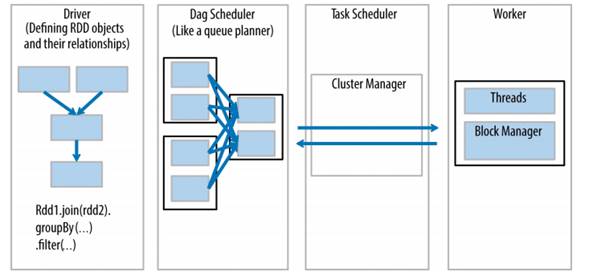 Driver
(Defining RDD objects
and their relationships)
Rdd1.join(rdd2).
groupBy(...)
.filter(...)
Dag Scheduler
(Like a queue planner)
Task Scheduler
Cluster Manager
Worker
Threads
Block Manager